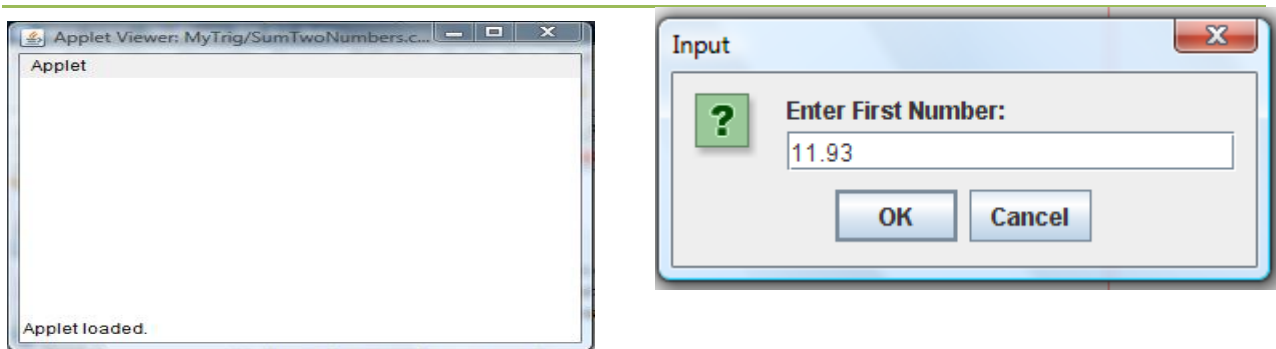 Applet Viewer: MyTrig/SumTwoNumbers.c...
Applet
Applet loaded.
Input
?
Enter First Number:
11.93
OK
Cancel